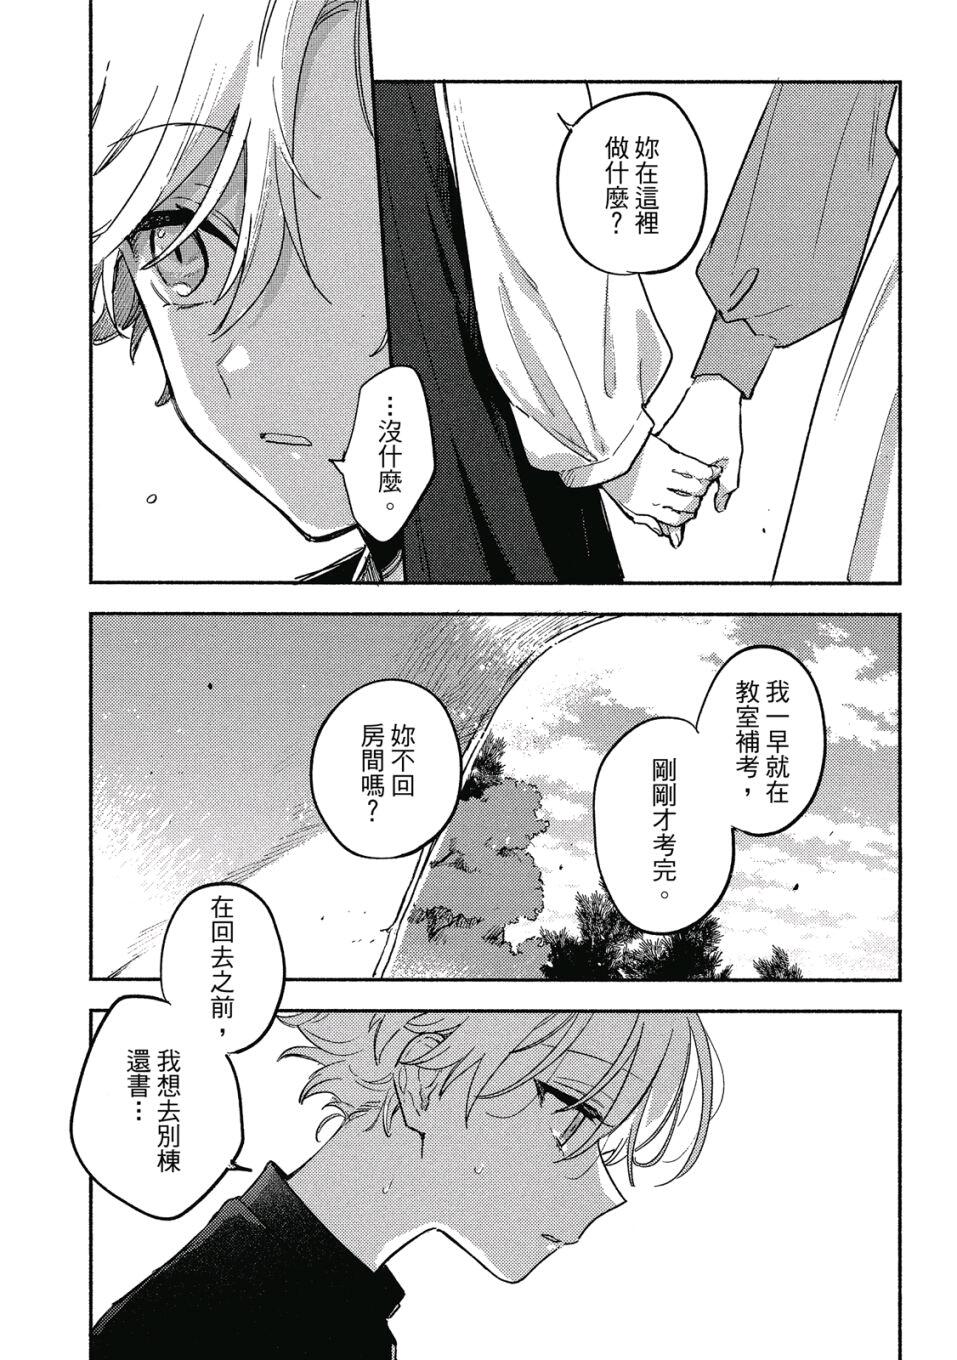 妳在這裡
做什麼?
…沒什麼。
我一早就在
教室補考，
剛剛才考完。
妳不回
房間嗎?
在回去之前，
我想去別棟
還書…